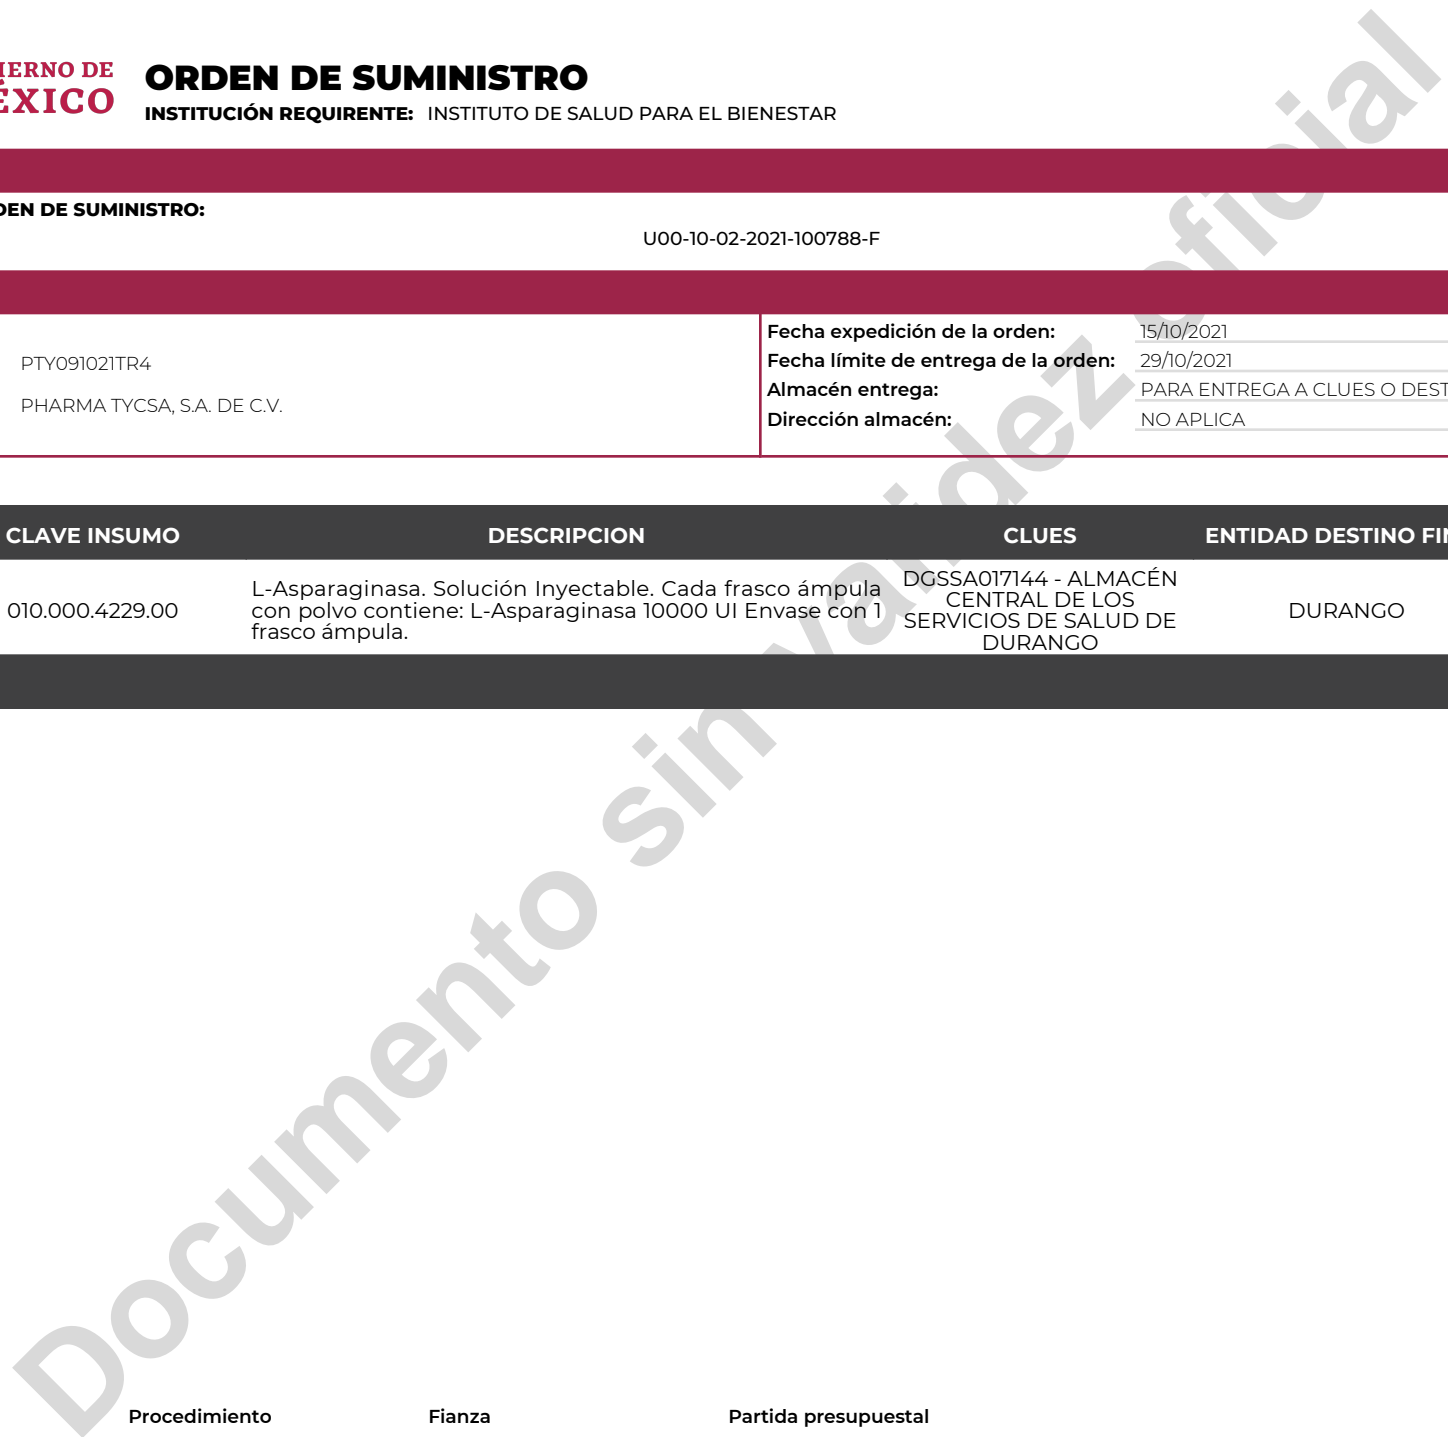 IERNO DE
ÉXICO
ORDEN DE SUMINISTRO
INSTITUCIÓN REQUIRENTE: INSTITUTO DE SALUD PARA EL BIENESTAR
DEN DE SUMINISTRO:
U00-10-02-2021-100788-F
PTY091021TR4
PHARMA TYCSA, S.A. DE C.V.
Fecha expedición de la orden: 15/10/2021
Fecha límite de entrega de la orden: 29/10/2021
Almacén entrega: PARA ENTREGA A CLUES O DEST
Dirección almacén: NO APLICA
CLAVE INSUMO DESCRIPCION CLUES ENTIDAD DESTINO FIN
010.000.4229.00
L-Asparaginasa. Solución Inyectable. Cada frasco ámpula
con polvo contiene: L-Asparaginasa 10000 UI Envase con 1
frasco ámpula.
DGSSA017144 - ALMACÉN
CENTRAL DE LOS
SERVICIOS DE SALUD DE
DURANGO
DURANGO
Documento sin validez oficial
Procedimiento Fianza Partida presupuestal